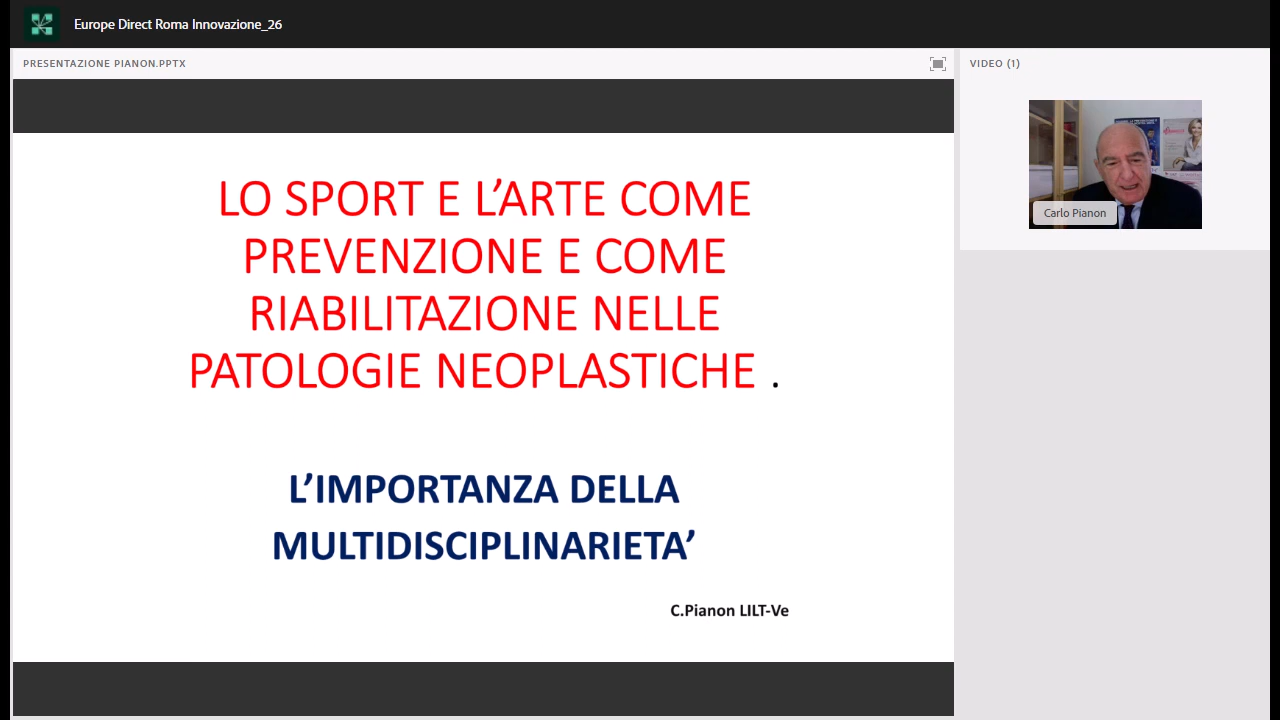 Europe Direct Roma Innovazione_26
PRESENTAZIONE PIANON.PPTX
VIDEO (1)
LO SPORT E L’ARTE COME
PREVENZIONE E COME
RIABILITAZIONE NELLE
PATOLOGIE NEOPLASTICHE .
L’IMPORTANZA DELLA
MULTIDISCIPLINARIETA’
C.Pianon LILT-Ve
Carlo Pianon